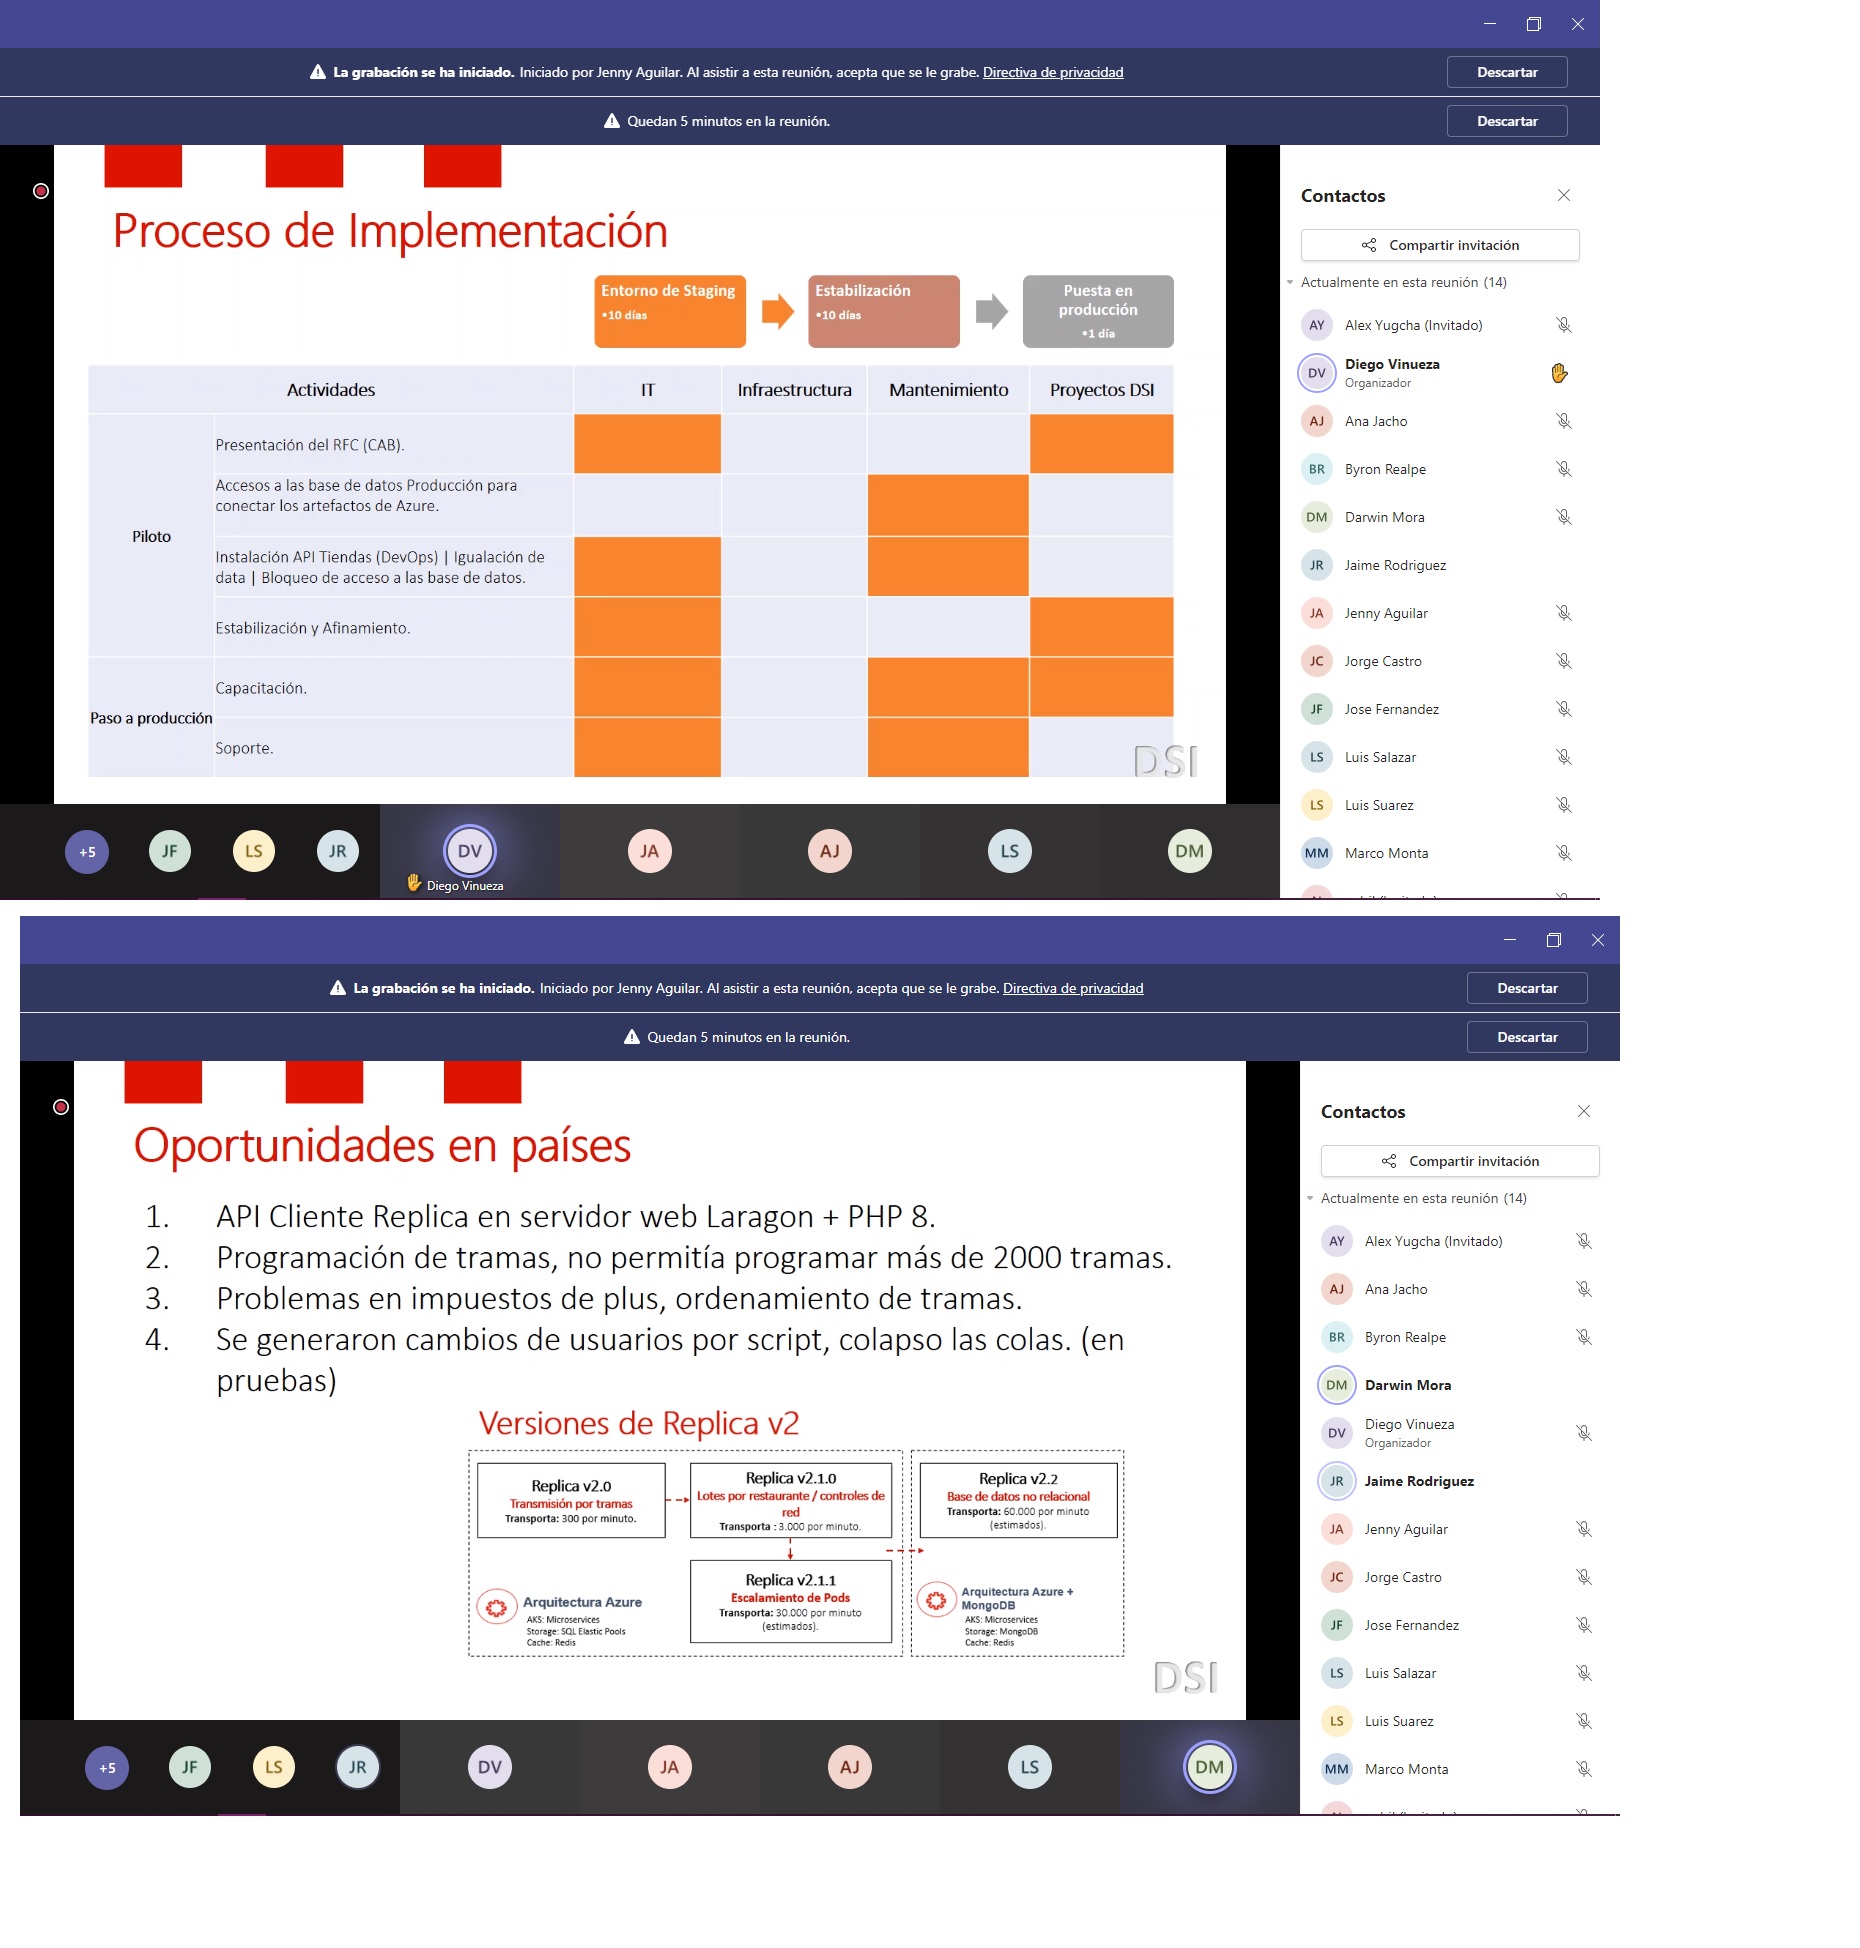 La grabación se ha iniciado. Iniciado por Jenny Aguilar. Al asistir a esta reunión, acepta que se le grabe. Directiva de privacidad
Descartar
Quedan 5 minutos en la reunión.
Descartar
Proceso de Implementación
Entorno de Staging
•10 días
Estabilización
•10 días
Puesta en
producción
•1 día
Actividades
IT
Infraestructura
Mantenimiento
Proyectos DSI
Piloto
Presentación del RFC (CAB).
Accesos a las base de datos Producción para
conectar los artefactos de Azure.
Instalación API Tiendas (DevOps) | Igualación de
data | Bloqueo de acceso a las base de datos.
Estabilización y Afinamiento.
Paso a producción
Capacitación.
Soporte.
DSI
+5
JF
LS
JR
DV
Diego Vinueza
JA
AJ
LS
DM
Contactos
Compartir invitación
Actualmente en esta reunión (14)
AY Alex Yugcha (Invitado)
DV Diego Vinueza
Organizador
AJ Ana Jacho
BR Byron Realpe
DM Darwin Mora
JR Jaime Rodriguez
JA Jenny Aguilar
JC Jorge Castro
JF Jose Fernandez
LS Luis Salazar
LS Luis Suarez
MM Marco Monta
La grabación se ha iniciado. Iniciado por Jenny Aguilar. Al asistir a esta reunión, acepta que se le grabe. Directiva de privacidad
Descartar
Quedan 5 minutos en la reunión.
Descartar
Oportunidades en países
1. API Cliente Replica en servidor web Laragon + PHP 8.
2. Programación de tramas, no permitía programar más de 2000 tramas.
3. Problemas en impuestos de plus, ordenamiento de tramas.
4. Se generaron cambios de usuarios por script, colapso las colas. (en
pruebas)
Versiones de Replica v2
Replica v2.0
Transmisión por tramas
Transporta: 300 por minuto.
Replica v2.1.0
Lotes por restaurante / controles de
red
Transporta : 3.000 por minuto.
Replica v2.2
Base de datos no relacional
Transporta: 60.000 por minuto
(estimados).
Replica v2.1.1
Escalamiento de Pods
Transporta: 30.000 por minuto
(estimados).
Arquitectura Azure
AKS: Microservices
Storage: SQL Elastic Pools
Cache: Redis
Arquitectura Azure +
MongoDB
AKS: Microservices
Storage: MongoDB
Cache: Redis
DSI
+5
JF
LS
JR
DV
JA
AJ
LS
DM
Contactos
Compartir invitación
Actualmente en esta reunión (14)
AY Alex Yugcha (Invitado)
AJ Ana Jacho
BR Byron Realpe
DM Darwin Mora
DV Diego Vinueza
Organizador
JR Jaime Rodriguez
JA Jenny Aguilar
JC Jorge Castro
JF Jose Fernandez
LS Luis Salazar
LS Luis Suarez
MM Marco Monta